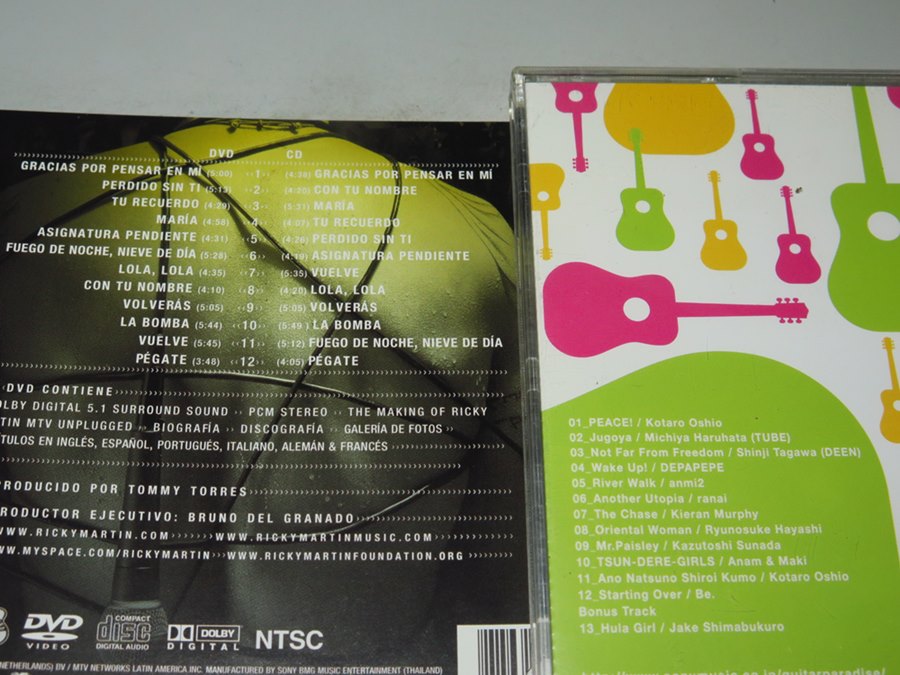 DVD CD
GRACIAS POR PENSAR EN MÍ (5:00) ‹‹1›› (4:38) GRACIAS POR PENSAR EN MÍ
PERDIDO SIN TI (5:13) ‹‹2›› (4:20) CON TU NOMBRE
TU RECUERDO (4:29) ‹‹3›› (5:31) MARÍA
MARÍA (4:58) ‹‹4›› (4:07) TU RECUERDO
ASIGNATURA PENDIENTE (4:31) ‹‹5›› (4:26) PERDIDO SIN TI
FUEGO DE NOCHE, NIEVE DE DÍA (5:28) ‹‹6›› (4:19) ASIGNATURA PENDIENTE
LOLA, LOLA (4:35) ‹‹7›› (5:35) VUELVE
CON TU NOMBRE (4:10) ‹‹8›› (4:20) LOLA, LOLA
VOLVERÁS (5:05) ‹‹9›› (5:05) VOLVERÁS
LA BOMBA (5:44) ‹‹10›› (5:49) LA BOMBA
VUELVE (5:45) ‹‹11›› (5:12) FUEGO DE NOCHE, NIEVE DE DÍA
PÉGATE (3:48) ‹‹12›› (4:05) PÉGATE
DVD CONTIENE
OLBY DIGITAL 5.1 SURROUND SOUND ›› PCM STEREO ›› THE MAKING OF RICKY
TIN MTV UNPLUGGED ›› BIOGRAFÍA ›› DISCOGRAFÍA ›› GALERÍA DE FOTOS ››
TULOS EN INGLÉS, ESPAÑOL, PORTUGUÉS, ITALIANO, ALEMÁN & FRANCÉS
PRODUCIDO POR TOMMY TORRES
RODUCTOR EJECUTIVO: BRUNO DEL GRANADO
WW.RICKYMARTIN.COM ›› WWW.RICKYMARTINMUSIC.COM
WW.MYSPACE.COM/RICKYMARTIN ›› WWW.RICKYMARTINFOUNDATION.ORG
DVD VIDEO
COMPACT disc DIGITAL AUDIO
DOLBY DIGITAL
NTSC
(NETHERLANDS) BV / MTV NETWORKS LATIN AMERICA INC. MANUFACTURED BY SONY BMG MUSIC ENTERTAINMENT (THAILAND)
01_PEACE! / Kotaro Oshio
02_Jugoya / Michiya Haruhata (TUBE)
03_Not Far From Freedom / Shinji Tagawa (DEEN)
04_Wake Up! / DEPAPEPE
05_River Walk / anmi2
06_Another Utopia / ranai
07_The Chase / Kieran Murphy
08_Oriental Woman / Ryunosuke Hayashi
09_Mr.Paisley / Kazutoshi Sunada
10_TSUN-DERE-GIRLS / Anam & Maki
11_Ano Natsuno Shiroi Kumo / Kotaro Oshio
12_Starting Over / Be.
Bonus Track
13_Hula Girl / Jake Shimabukuro